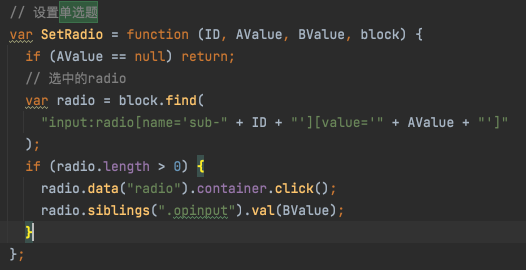 // 设置单选题
var SetRadio = function (ID, AValue, BValue, block) {
  if (AValue == null) return;
  // 选中的radio
  var radio = block.find(
    "input:radio[name='sub-" + ID + "'][value='" + AValue + "']"
  );
  if (radio.length > 0) {
    radio.data("radio").container.click();
    radio.siblings(".opinput").val(BValue);
  }
};